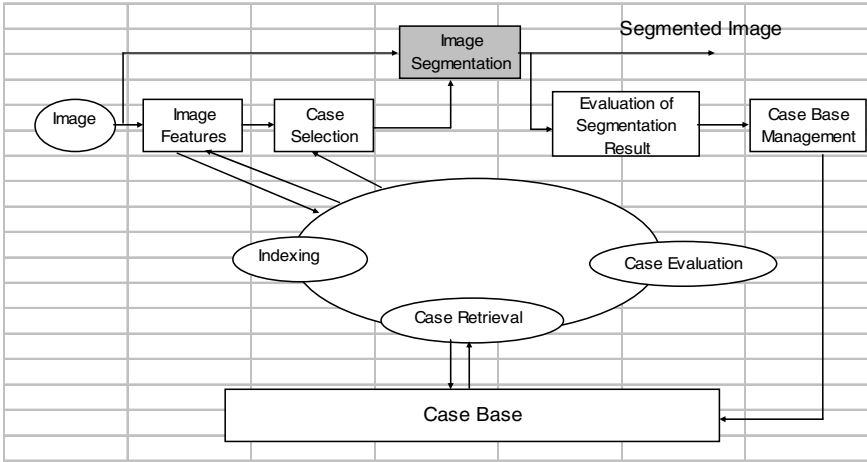 Segmented Image
Image
Segmentation
Image
Image
Features
Case
Selection
Evaluation of
Segmentation
Result
Case Base
Management
Indexing
Case Evaluation
Case Retrieval
Case Base